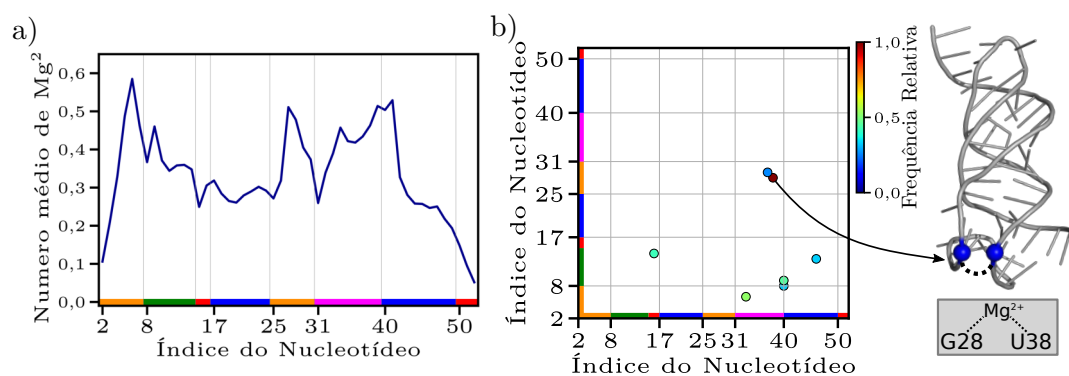 a)
Numero médio de Mg²
0,6
0,5
0,4
0,3
0,2
0,1
0,0
2 8 17 25 31 40 50
Índice do Nucleotídeo
b)
Índice do Nucleotídeo
50
40
31
25
17
8
2
2 8 17 25 31 40 50
Índice do Nucleotídeo
1,0
0,5
0,0
Frequência Relativa
Mg²⁺
G28 U38